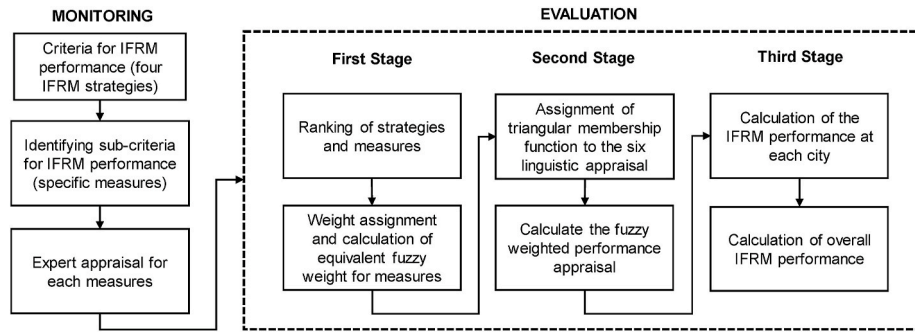 MONITORING
Criteria for IFRM
performance (four
IFRM strategies)
Identifying sub-criteria
for IFRM performance
(specific measures)
Expert appraisal for
each measures
EVALUATION
First Stage
Ranking of strategies
and measures
Weight assignment
and calculation of
equivalent fuzzy
weight for measures
Second Stage
Assignment of
triangular membership
function to the six
linguistic appraisal
Calculate the fuzzy
weighted performance
appraisal
Third Stage
Calculation of the
IFRM performance at
each city
Calculation of overall
IFRM performance